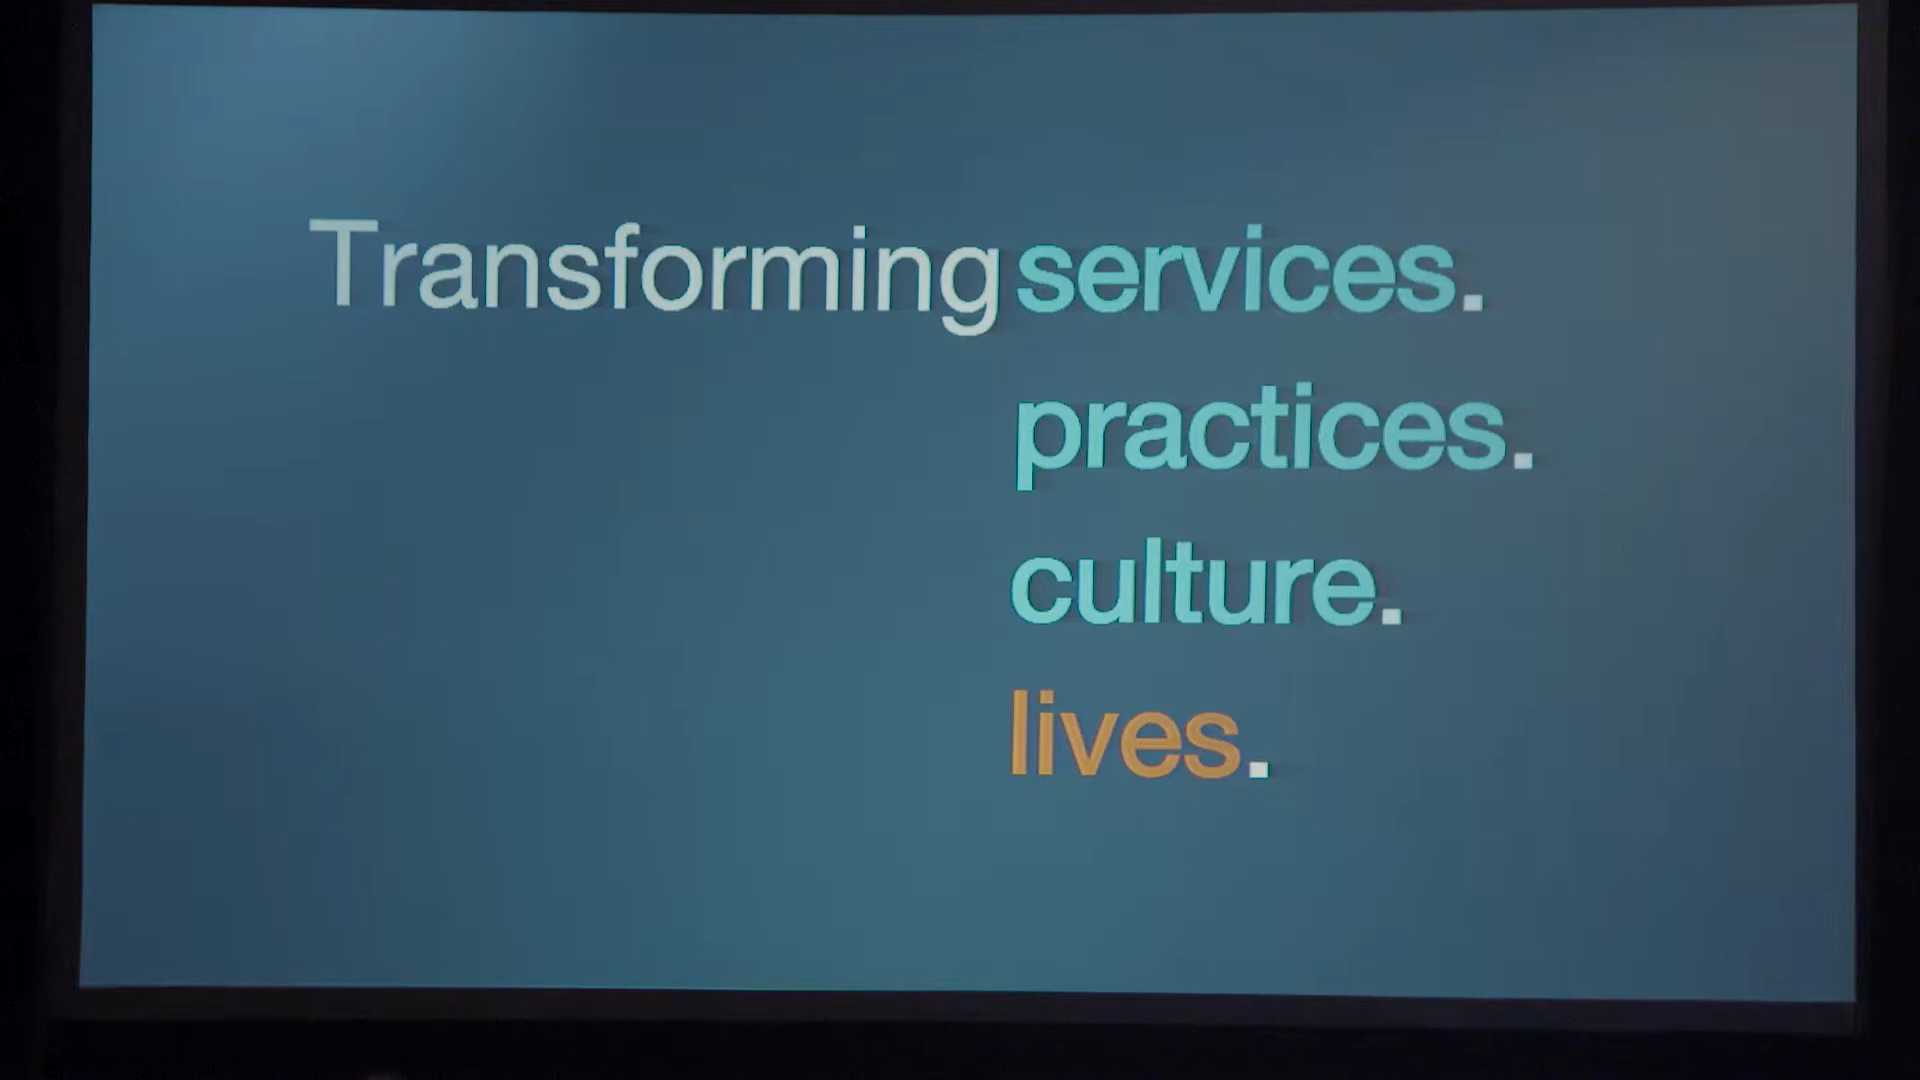 Transforming services.
practices.
culture.
lives.